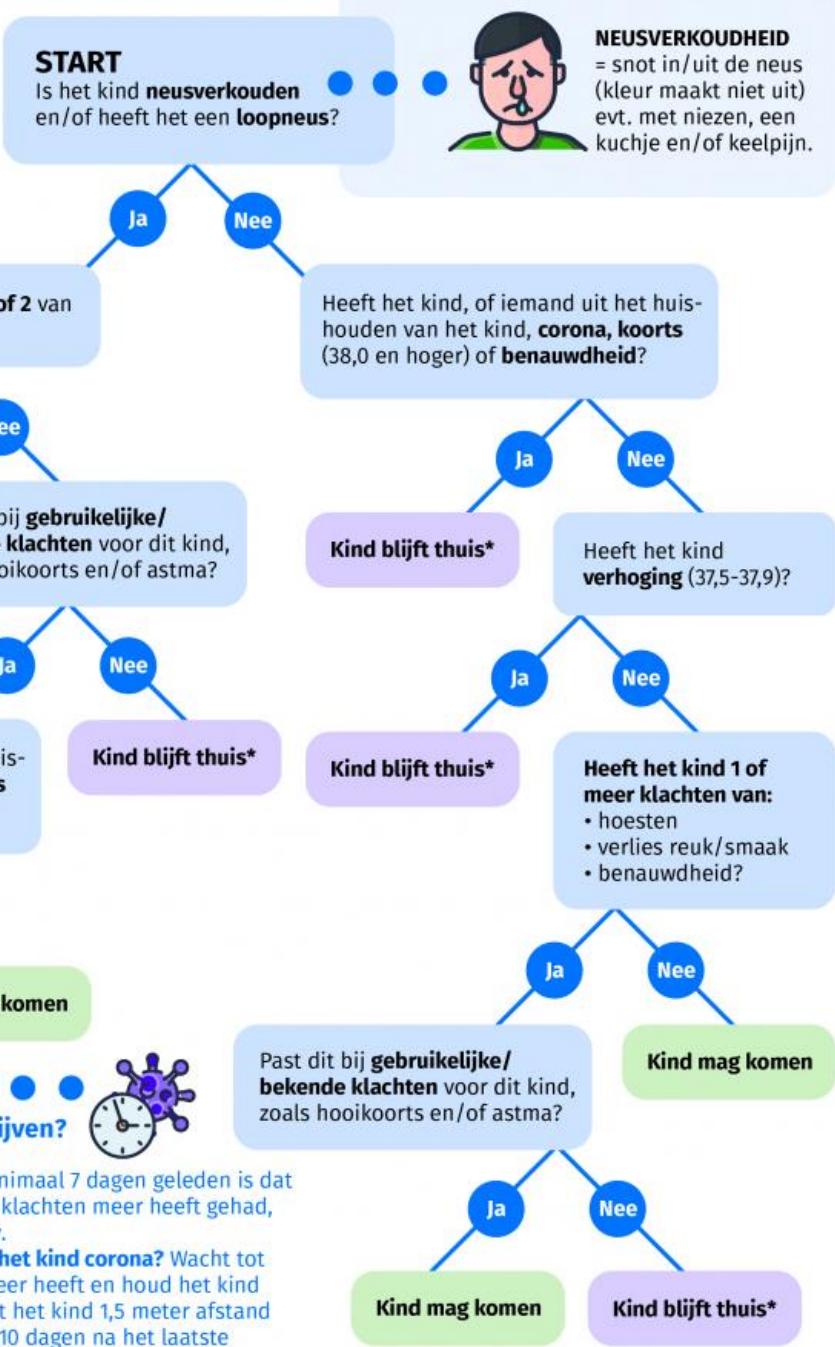 START
Is het kind neusverkouden
en/of heeft het een loopneus?
NEUSVERKOUDHEID
= snot in/uit de neus
(kleur maakt niet uit)
evt. met niezen, een
kuchje en/of keelpijn.
Ja
Nee
of 2 van
Heeft het kind, of iemand uit het huis-
houden van het kind, corona, koorts
(38,0 en hoger) of benauwdheid?
ee
Ja
Nee
bij gebruikelijke/
klachten voor dit kind,
oikoorts en/of astma?
Kind blijft thuis*
Heeft het kind
verhoging (37,5-37,9)?
Ja
Nee
Ja
Nee
is-
s
Kind blijft thuis*
Kind blijft thuis*
Heeft het kind 1 of
meer klachten van:
• hoesten
• verlies reuk/smaak
• benauwdheid?
Ja
Nee
komen
Past dit bij gebruikelijke/
bekende klachten voor dit kind,
zoals hooikoorts en/of astma?
Kind mag komen
ijven?
nimaal 7 dagen geleden is dat
klachten meer heeft gehad,
.
het kind corona? Wacht tot
eer heeft en houd het kind
t het kind 1,5 meter afstand
10 dagen na het laatste
Ja
Nee
Kind mag komen
Kind blijft thuis*